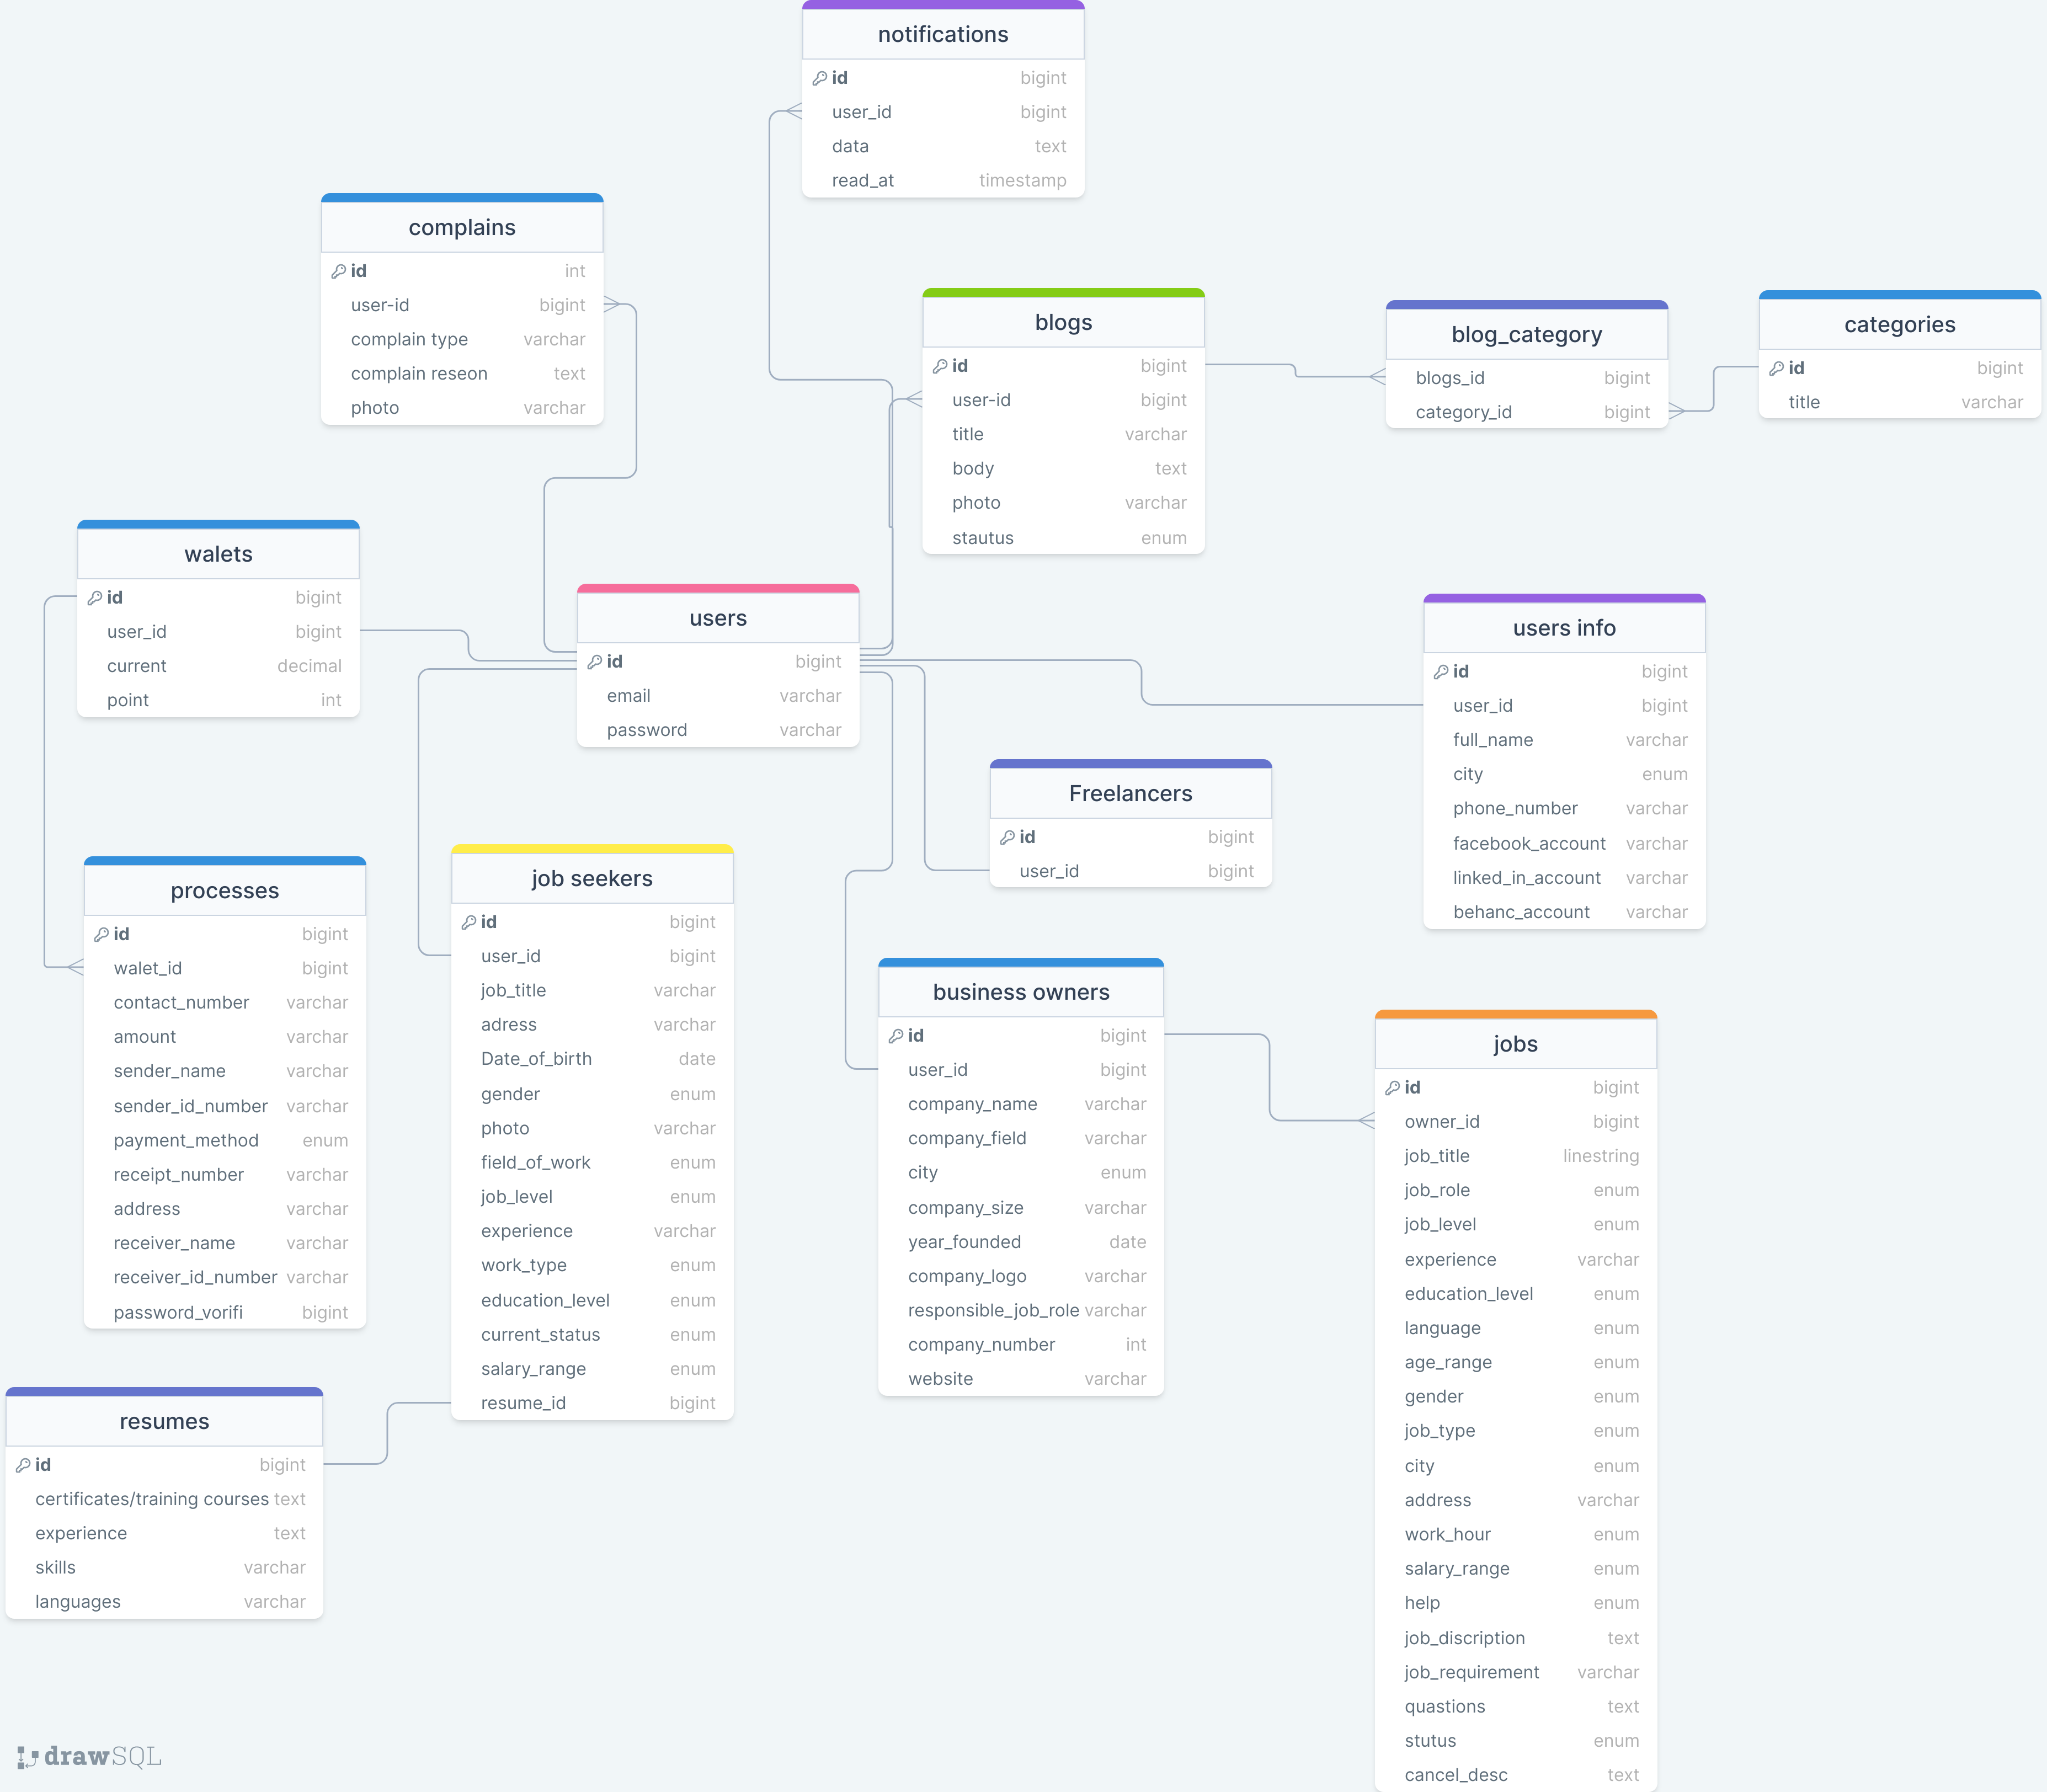 notifications
id bigint
user_id bigint
data text
read_at timestamp
complains
id int
user-id bigint
complain type varchar
complain reseon text
photo varchar
blogs
id bigint
user-id bigint
title varchar
body text
photo varchar
stautus enum
blog_category
blogs_id bigint
category_id bigint
categories
id bigint
title varchar
walets
id bigint
user_id bigint
current decimal
point int
users
id bigint
email varchar
password varchar
users info
id bigint
user_id bigint
full_name varchar
city enum
phone_number varchar
facebook_account varchar
linked_in_account varchar
behanc_account varchar
Freelancers
id bigint
user_id bigint
processes
id bigint
walet_id bigint
contact_number varchar
amount varchar
sender_name varchar
sender_id_number varchar
payment_method enum
receipt_number varchar
address varchar
receiver_name varchar
receiver_id_number varchar
password_vorifi bigint
job seekers
id bigint
user_id bigint
job_title varchar
adress varchar
Date_of_birth date
gender enum
photo varchar
field_of_work enum
job_level enum
experience varchar
work_type enum
education_level enum
current_status enum
salary_range enum
resume_id bigint
business owners
id bigint
user_id bigint
company_name varchar
company_field varchar
city enum
company_size varchar
year_founded date
company_logo varchar
responsible_job_role varchar
company_number int
website varchar
jobs
id bigint
owner_id bigint
job_title linestring
job_role enum
job_level enum
experience varchar
education_level enum
language enum
age_range enum
gender enum
job_type enum
city enum
address varchar
work_hour enum
salary_range enum
help enum
job_discription text
job_requirement varchar
quastions text
stutus enum
cancel_desc text
resumes
id bigint
certificates/training courses text
experience text
skills varchar
languages varchar
drawSQL